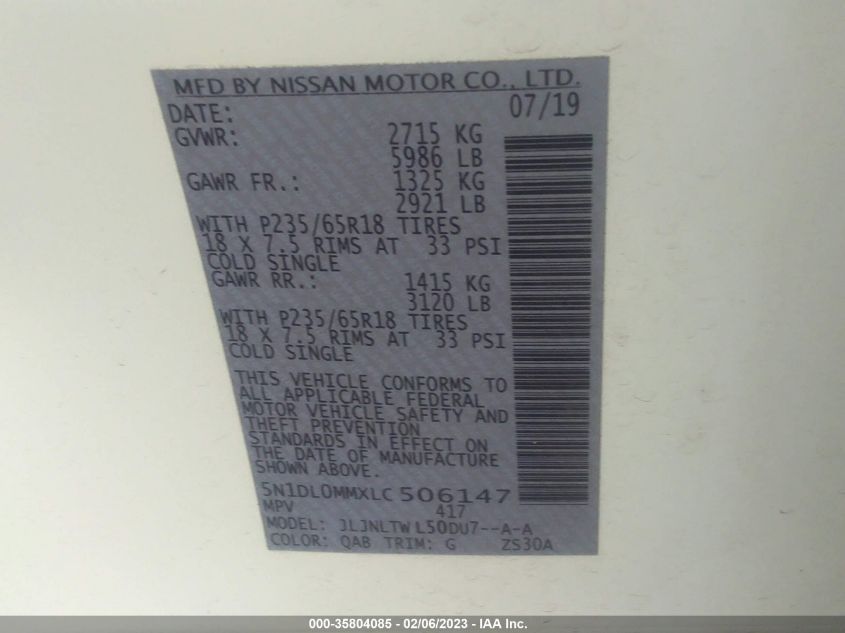 MFD BY NISSAN MOTOR CO., LTD.
DATE: 07/19
GVWR: 2715 KG
5986 LB
GAWR FR.: 1325 KG
2921 LB
WITH P235/65R18 TIRES
18 X 7.5 RIMS AT 33 PSI
COLD SINGLE
GAWR RR.: 1415 KG
3120 LB
WITH P235/65R18 TIRES
18 X 7.5 RIMS AT 33 PSI
COLD SINGLE
THIS VEHICLE CONFORMS TO
ALL APPLICABLE FEDERAL
MOTOR VEHICLE SAFETY AND
THEFT PREVENTION
STANDARDS IN EFFECT ON
THE DATE OF MANUFACTURE
SHOWN ABOVE.
5N1DL0MMXLC506147
MPV 417
MODEL: JLJNLTWL50DU7--A-A
COLOR: QAB TRIM: G ZS30A
000-35804085 - 02/06/2023 - IAA Inc.